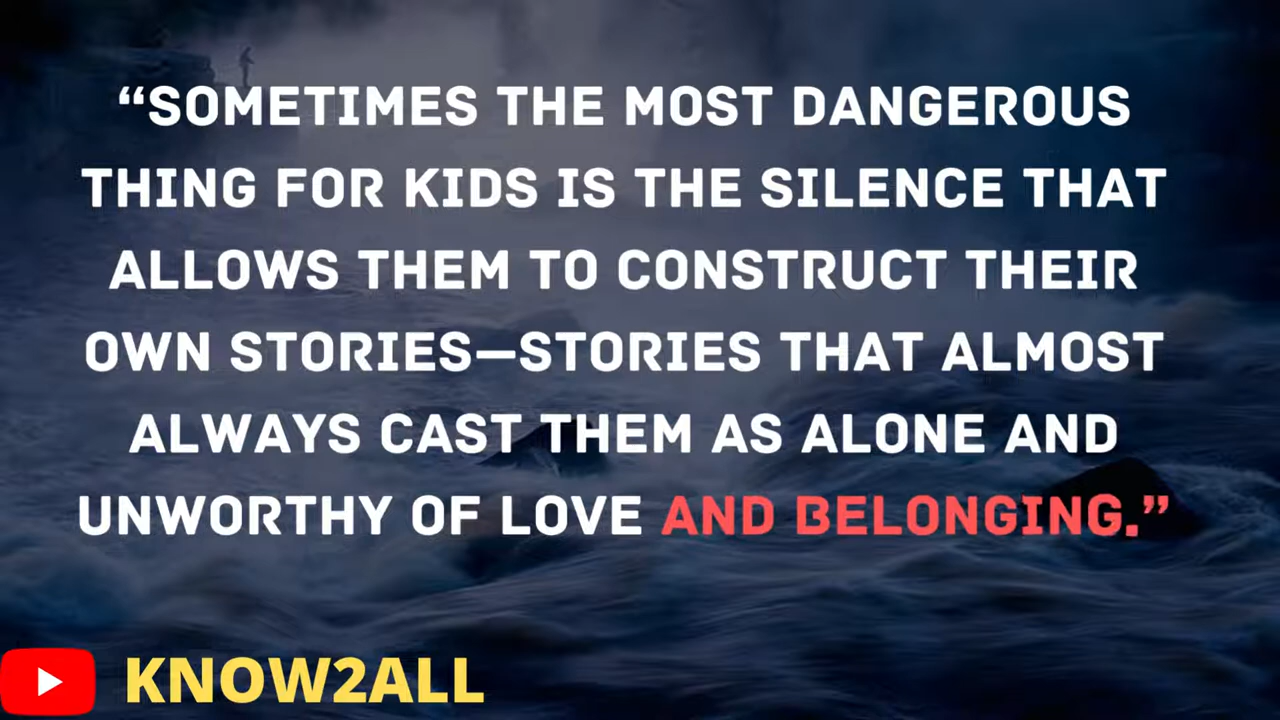 “SOMETIMES THE MOST DANGEROUS
THING FOR KIDS IS THE SILENCE THAT
ALLOWS THEM TO CONSTRUCT THEIR
OWN STORIES—STORIES THAT ALMOST
ALWAYS CAST THEM AS ALONE AND
UNWORTHY OF LOVE AND BELONGING.”
KNOW2ALL